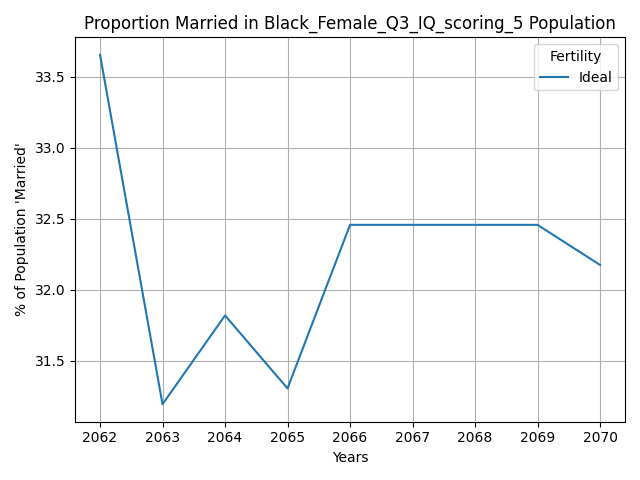 Proportion Married in Black_Female_Q3_IQ_scoring_5 Population
Fertility
Ideal
33.5
33.0
32.5
32.0
31.5
% of Population 'Married'
2062 2063 2064 2065 2066 2067 2068 2069 2070
Years